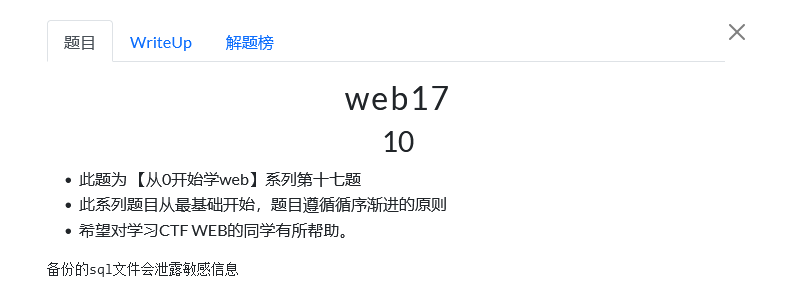 题目 WriteUp 解题榜
web17
10
此题为 【从0开始学web】系列第十七题
此系列题目从最基础开始，题目遵循循序渐进的原则
希望对学习CTF WEB的同学有所帮助。
备份的sql文件会泄露敏感信息